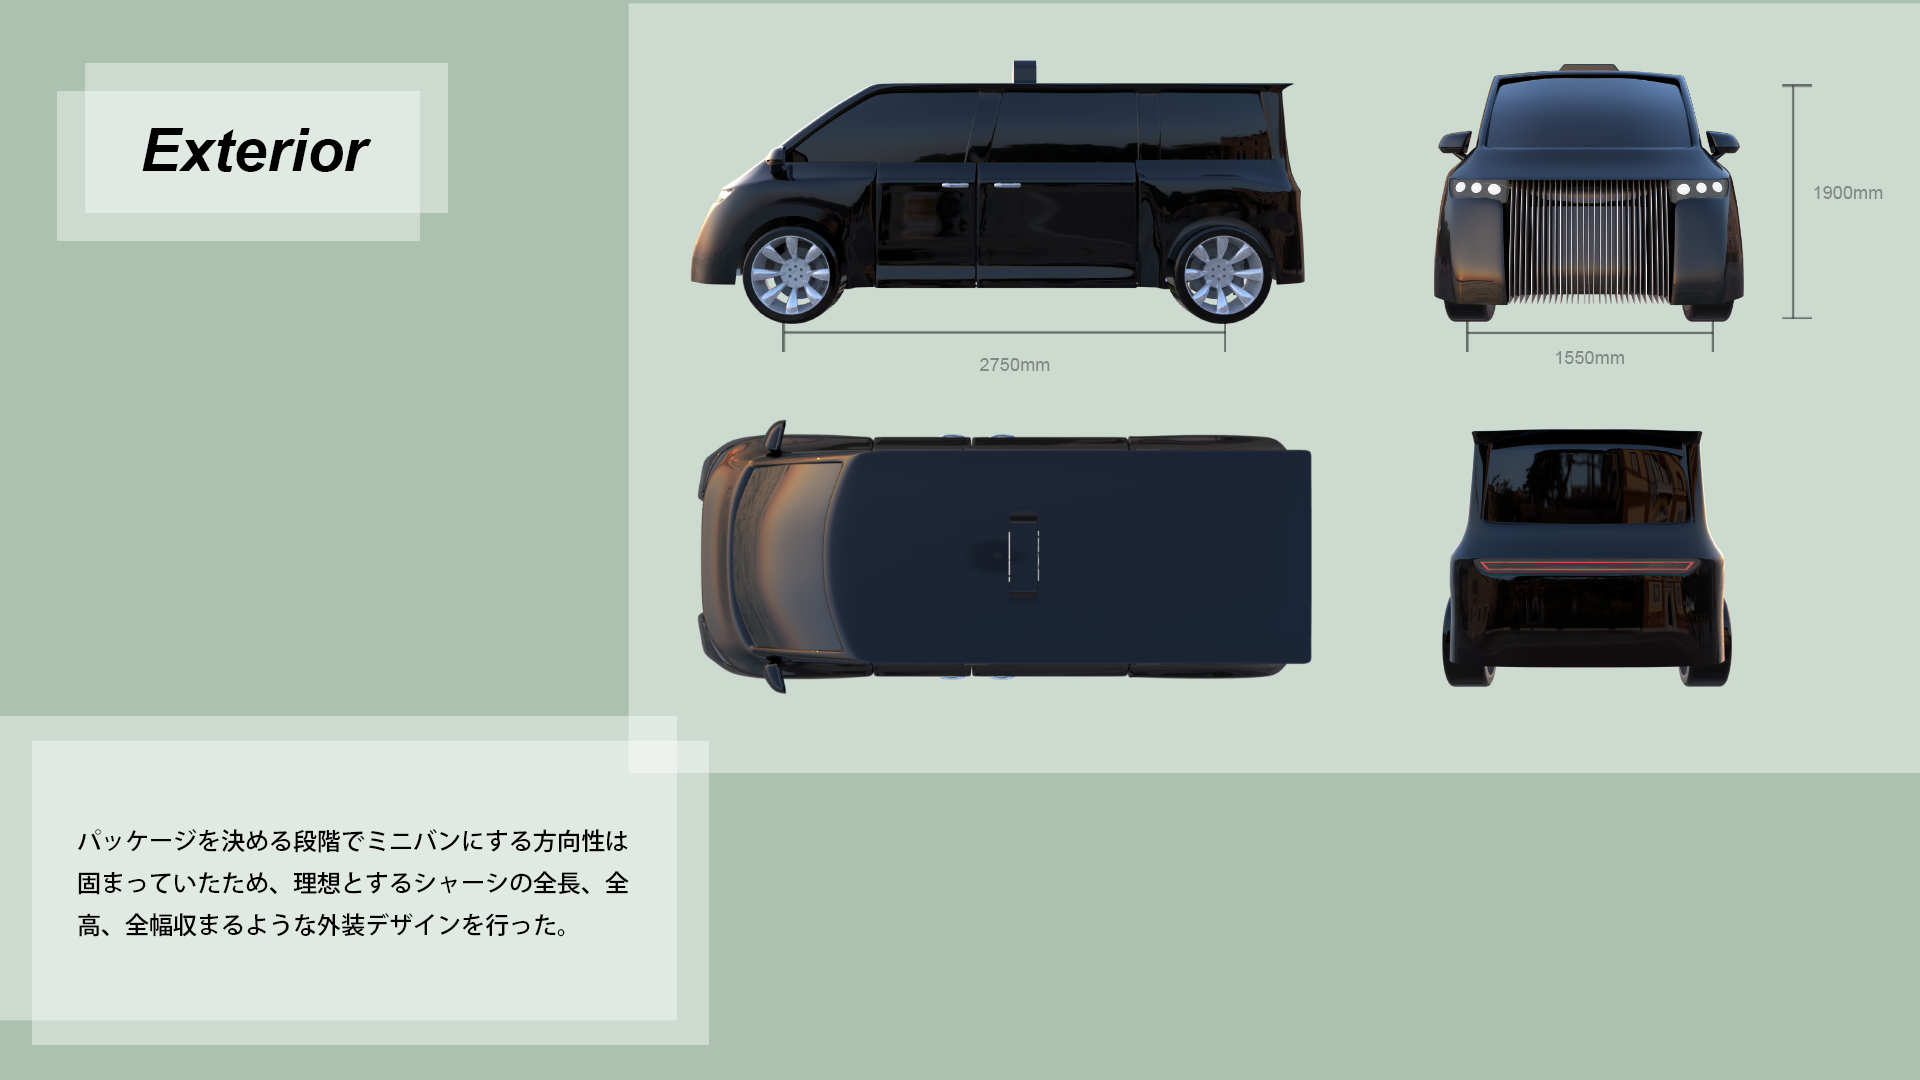 Exterior
1900mm
2750mm
1550mm
パッケージを決める段階でミニバンにする方向性は
固まっていたため、理想とするシャーシの全長、全
高、全幅収まるような外装デザインを行った。